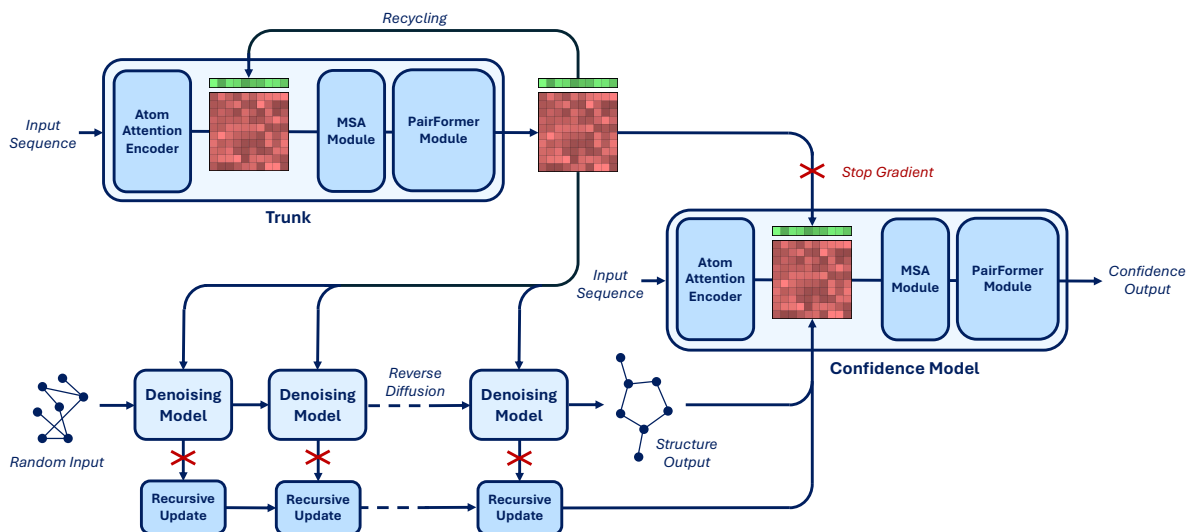 Recycling
Input
Sequence
Atom
Attention
Encoder
MSA
Module
PairFormer
Module
Trunk
Stop Gradient
Input
Sequence
Atom
Attention
Encoder
MSA
Module
PairFormer
Module
Confidence
Output
Confidence Model
Random Input
Denoising
Model
Denoising
Model
Reverse
Diffusion
Denoising
Model
Structure
Output
Recursive
Update
Recursive
Update
Recursive
Update